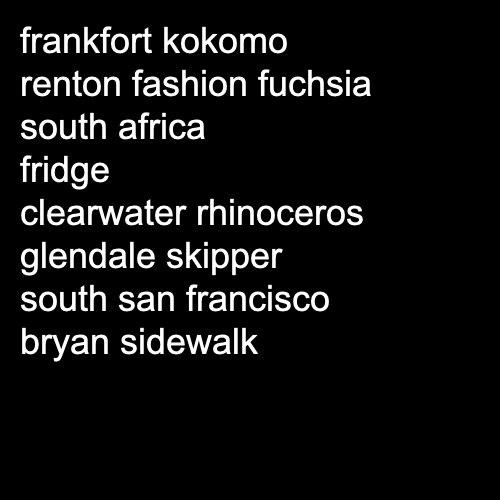 frankfort kokomo
renton fashion fuchsia
south africa
fridge
clearwater rhinoceros
glendale skipper
south san francisco
bryan sidewalk